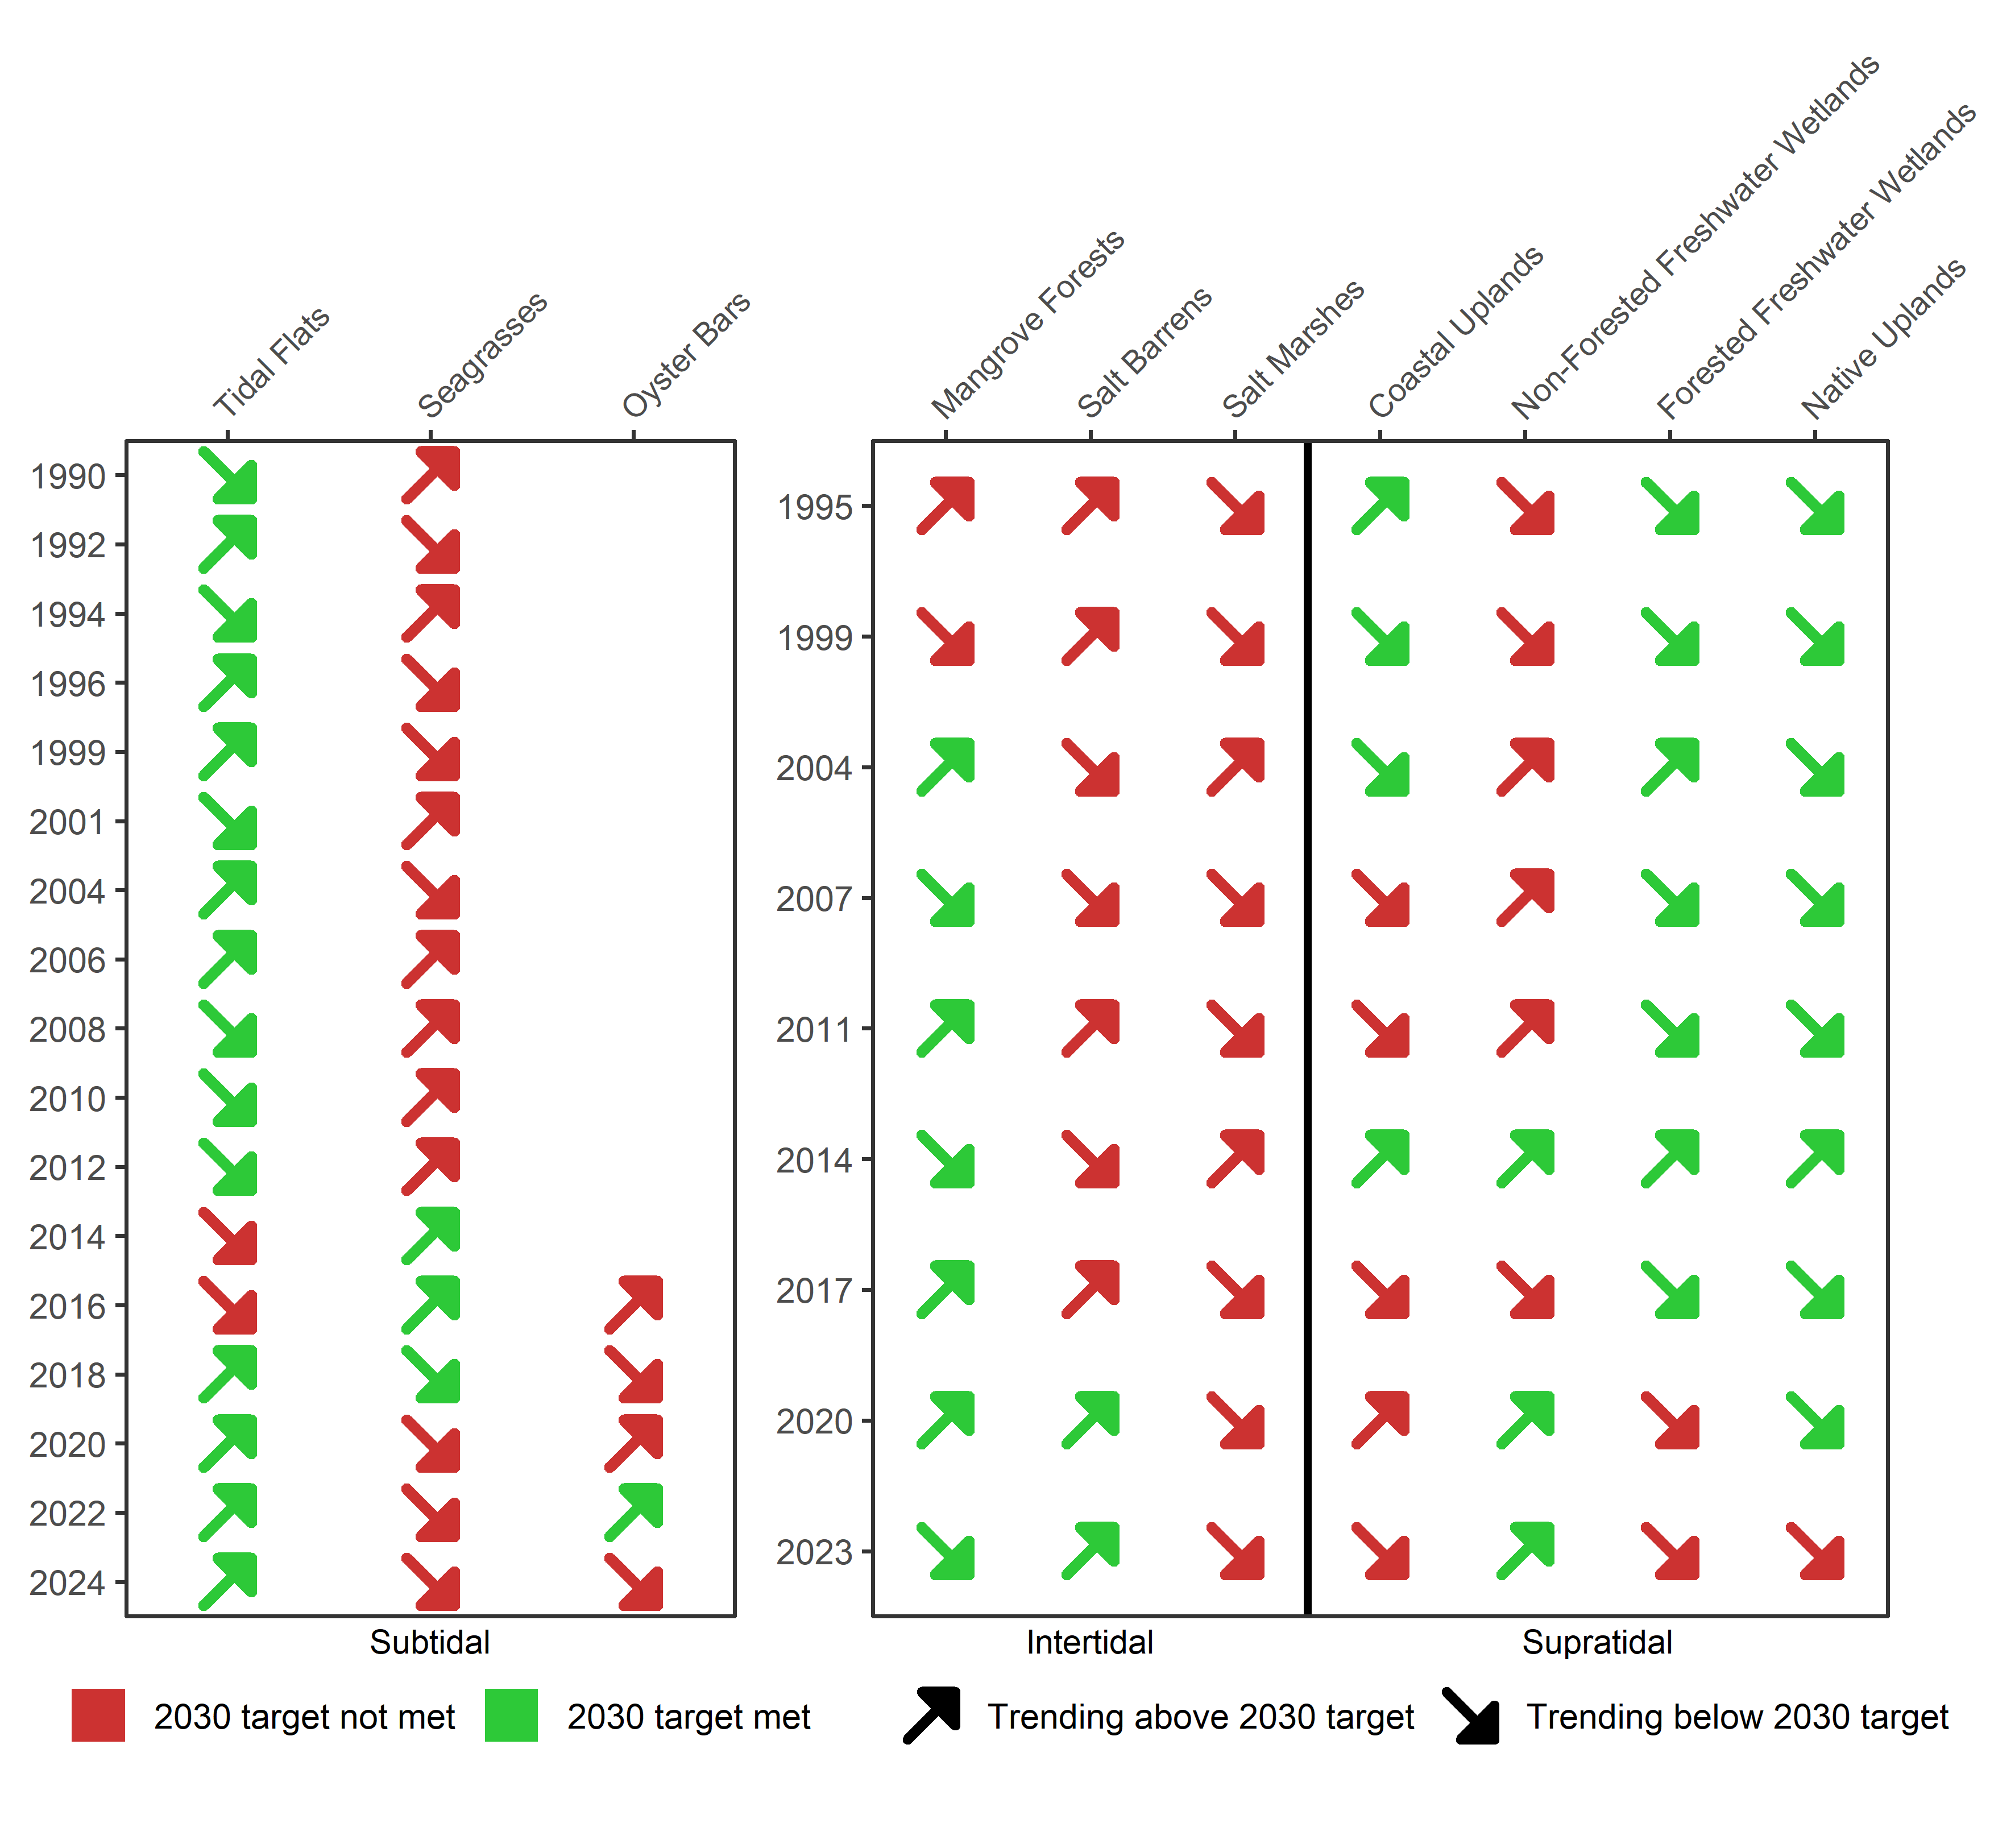 Tidal Flats
Seagrasses
Oyster Bars
1990
1992
1994
1996
1999
2001
2004
2006
2008
2010
2012
2014
2016
2018
2020
2022
2024
Subtidal
Mangrove Forests
Salt Barrens
Salt Marshes
Coastal Uplands
Non-Forested Freshwater Wetlands
Forested Freshwater Wetlands
Native Uplands
1995
1999
2004
2007
2011
2014
2017
2020
2023
Intertidal
Supratidal
2030 target not met
2030 target met
Trending above 2030 target
Trending below 2030 target